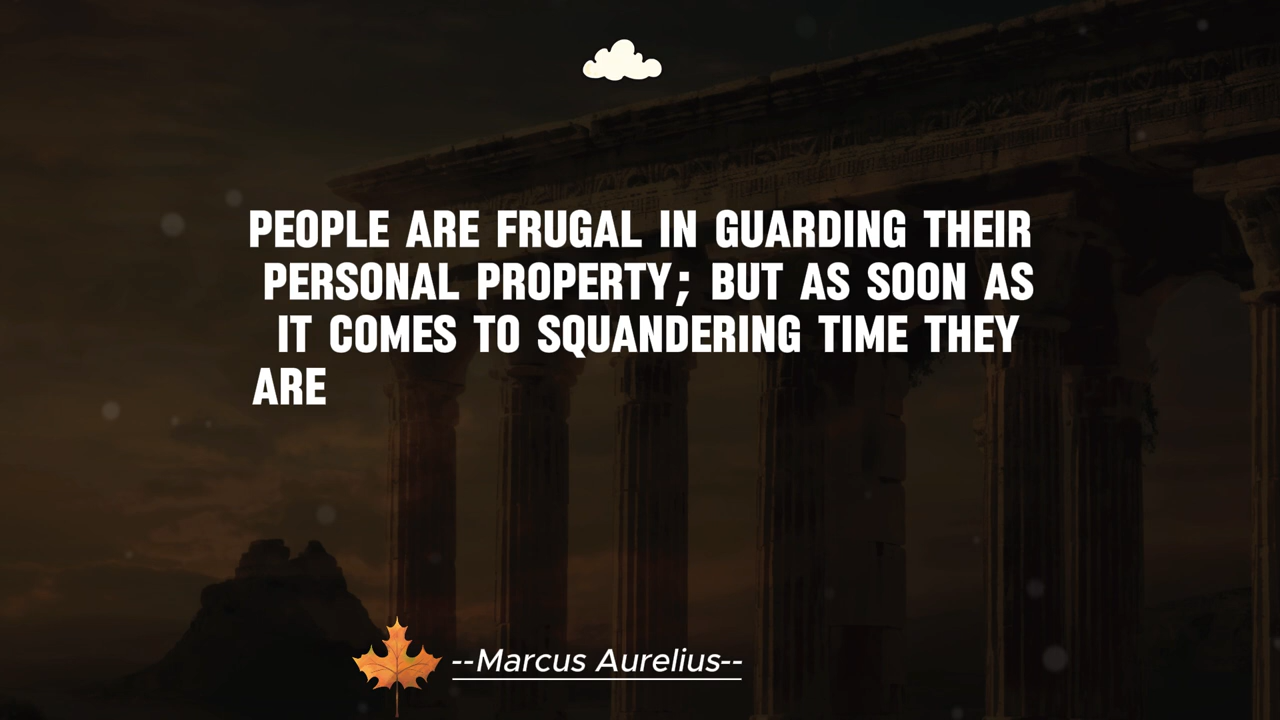 PEOPLE ARE FRUGAL IN GUARDING THEIR
PERSONAL PROPERTY; BUT AS SOON AS
IT COMES TO SQUANDERING TIME THEY
ARE
--Marcus Aurelius--